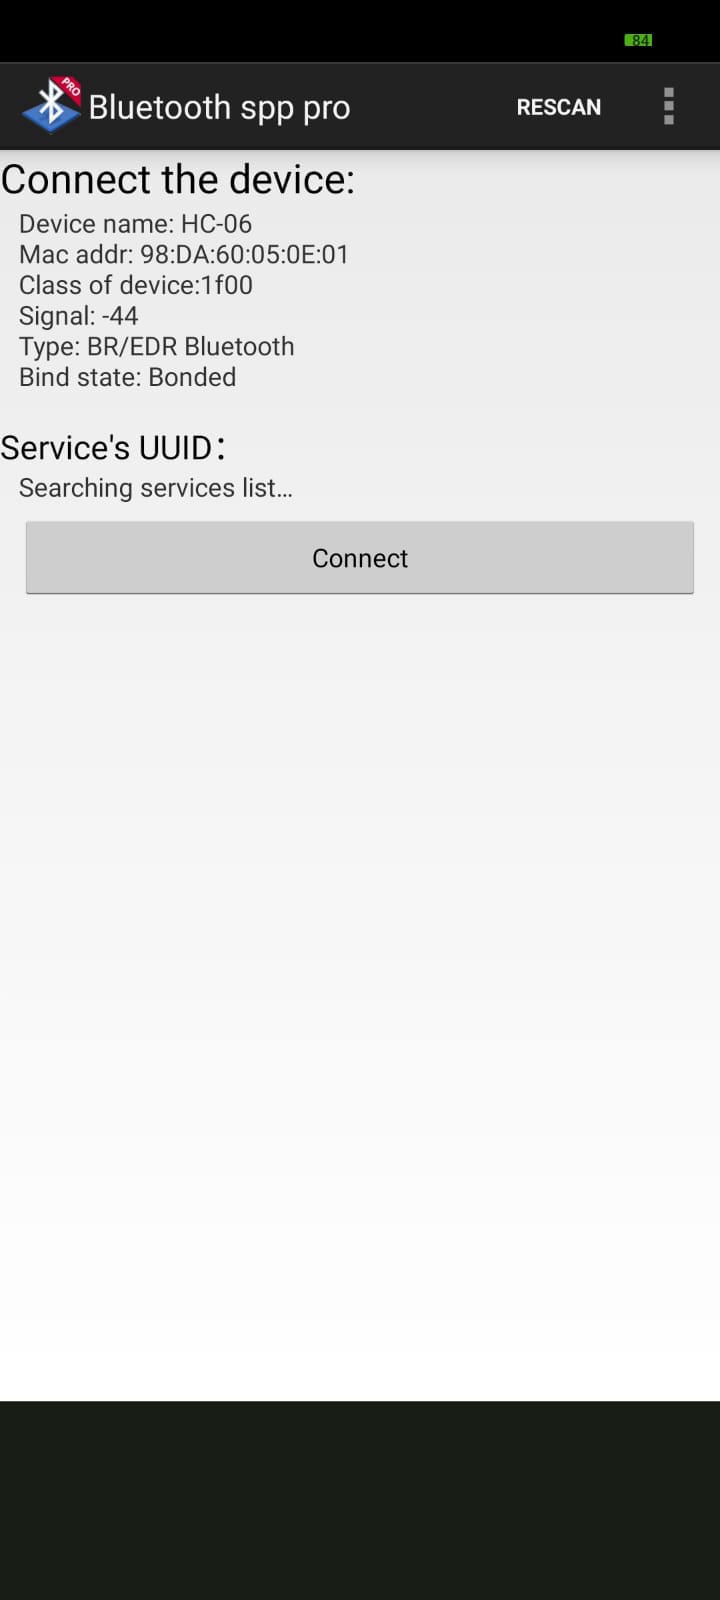 84
PRO
Bluetooth spp pro
RESCAN
Connect the device:
Device name: HC-06
Mac addr: 98:DA:60:05:0E:01
Class of device:1f00
Signal: -44
Type: BR/EDR Bluetooth
Bind state: Bonded
Service's UUID：
Searching services list...
Connect